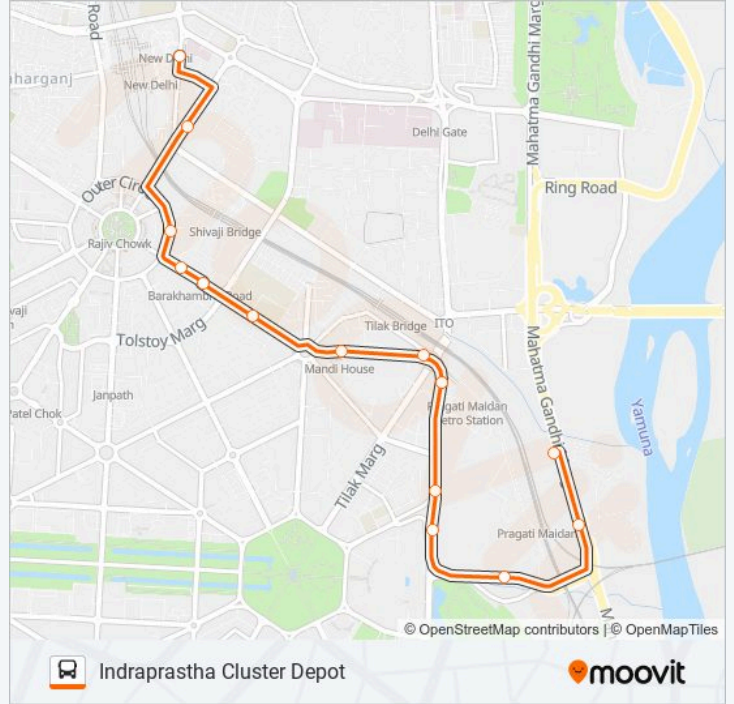 Road
New Delhi
New Delhi
harganj
Delhi Gate
Mahatma Gandhi Marg
Ring Road
Outer Circ
Rajiv Chowk
Shivaji Bridge
Barakhamba Road
Tilak Bridge
ITO
Tolstoy Marg
Mandi House
Mahatma Gandhi
Janpath
Patel Chok
Pragati Maidan
Metro Station
Yamuna
Tilak Marg
Pragati Maidan
© OpenStreetMap contributors | © OpenMapTiles
Indraprastha Cluster Depot
moovit